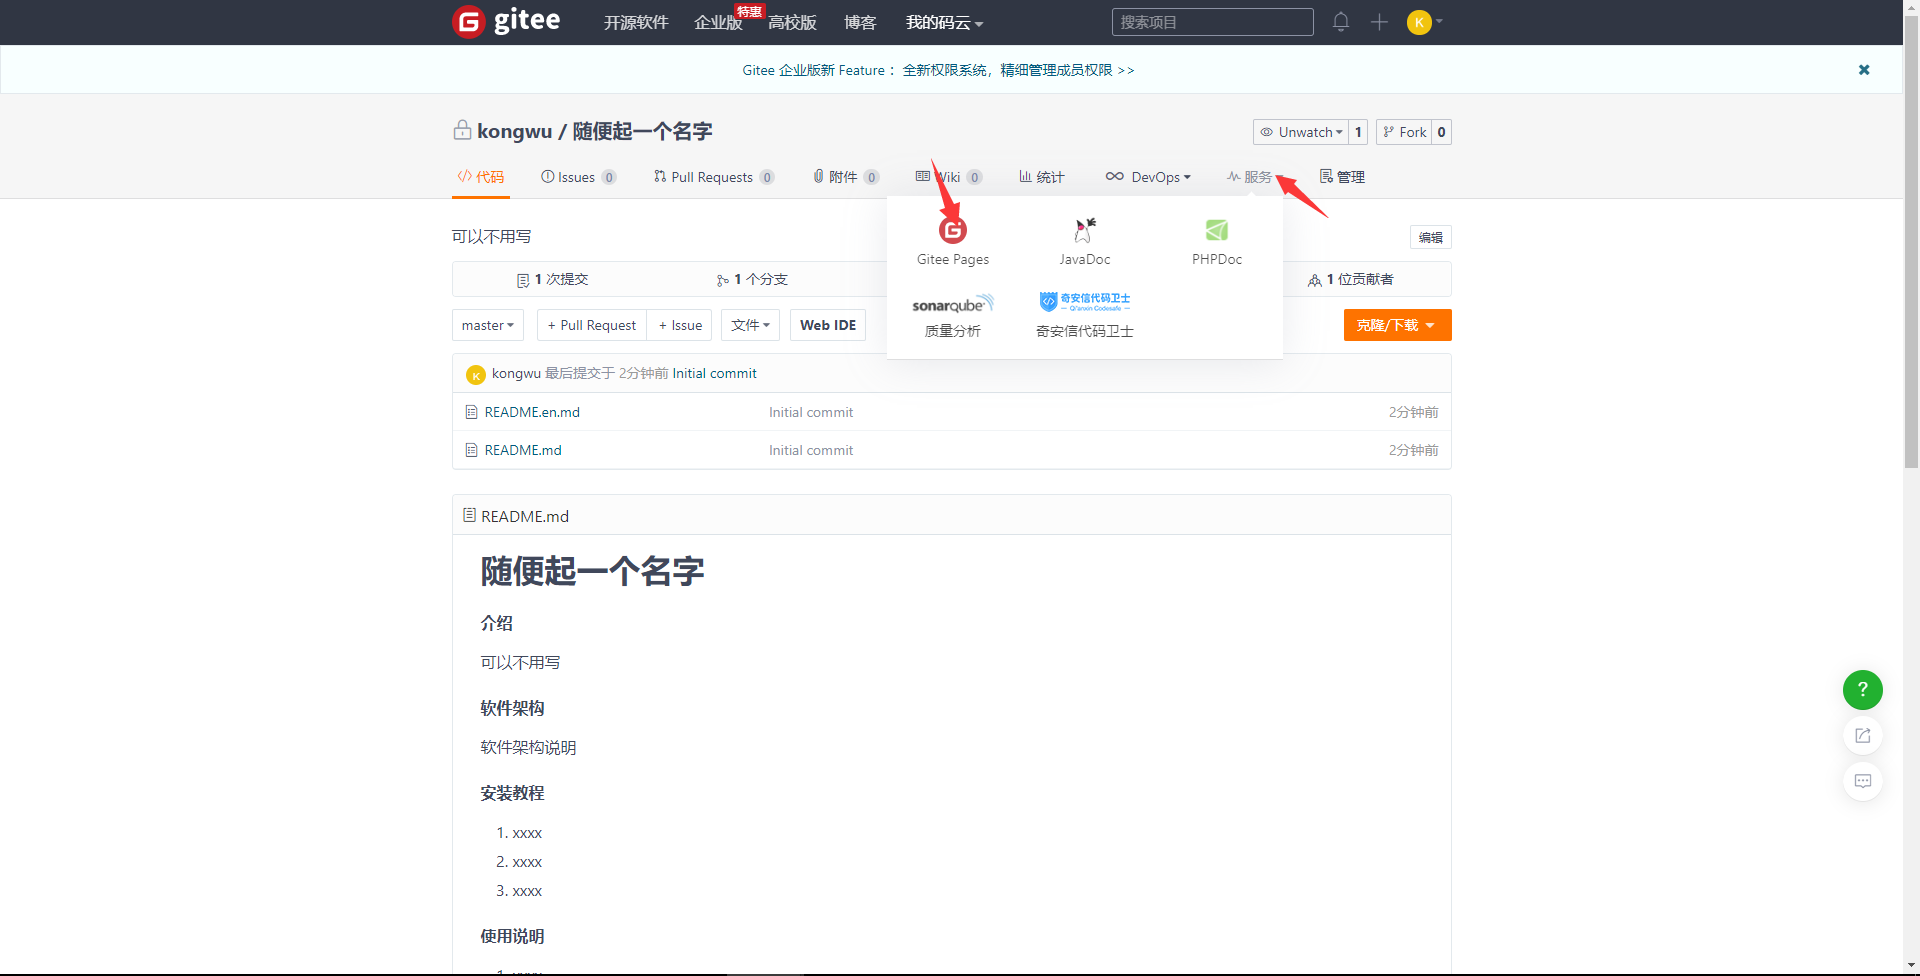 gitee
开源软件 企业版 特惠 高校版 博客 我的码云
搜索项目
K
Gitee 企业版新 Feature ：全新权限系统，精细管理成员权限 >>
kongwu / 随便起一个名字
Unwatch 1 Fork 0
代码 Issues 0 Pull Requests 0 附件 0 Wiki 0 统计 DevOps 服务 管理
可以不用写
编辑
Gitee Pages JavaDoc PHPDoc
sonarqube 奇安信代码卫士
Qi'anxin Codesafe
质量分析 奇安信代码卫士
1 次提交 1 个分支 1 位贡献者
master + Pull Request + Issue 文件 Web IDE 克隆/下载
K kongwu 最后提交于 2分钟前 Initial commit
README.en.md Initial commit 2分钟前
README.md Initial commit 2分钟前
README.md
随便起一个名字
介绍
可以不用写
软件架构
软件架构说明
安装教程
1. xxxx
2. xxxx
3. xxxx
使用说明
?